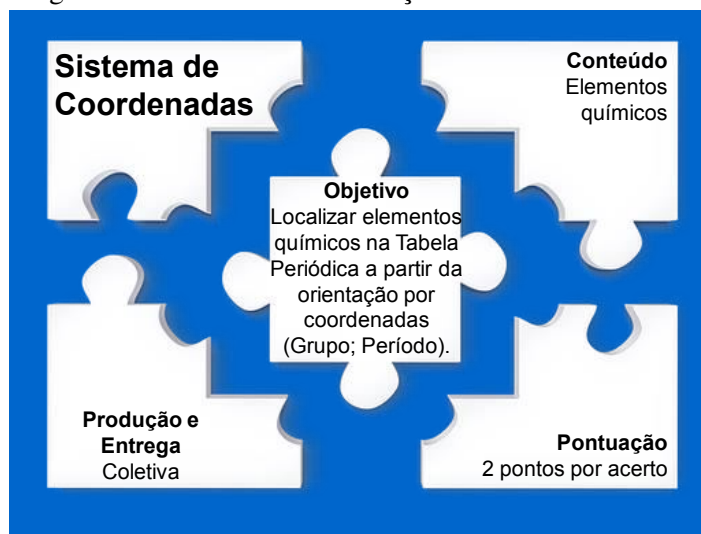 Sistema de
Coordenadas
Conteúdo
Elementos
químicos
Objetivo
Localizar elementos
químicos na Tabela
Periódica a partir da
orientação por
coordenadas
(Grupo; Período).
Produção e
Entrega
Coletiva
Pontuação
2 pontos por acerto